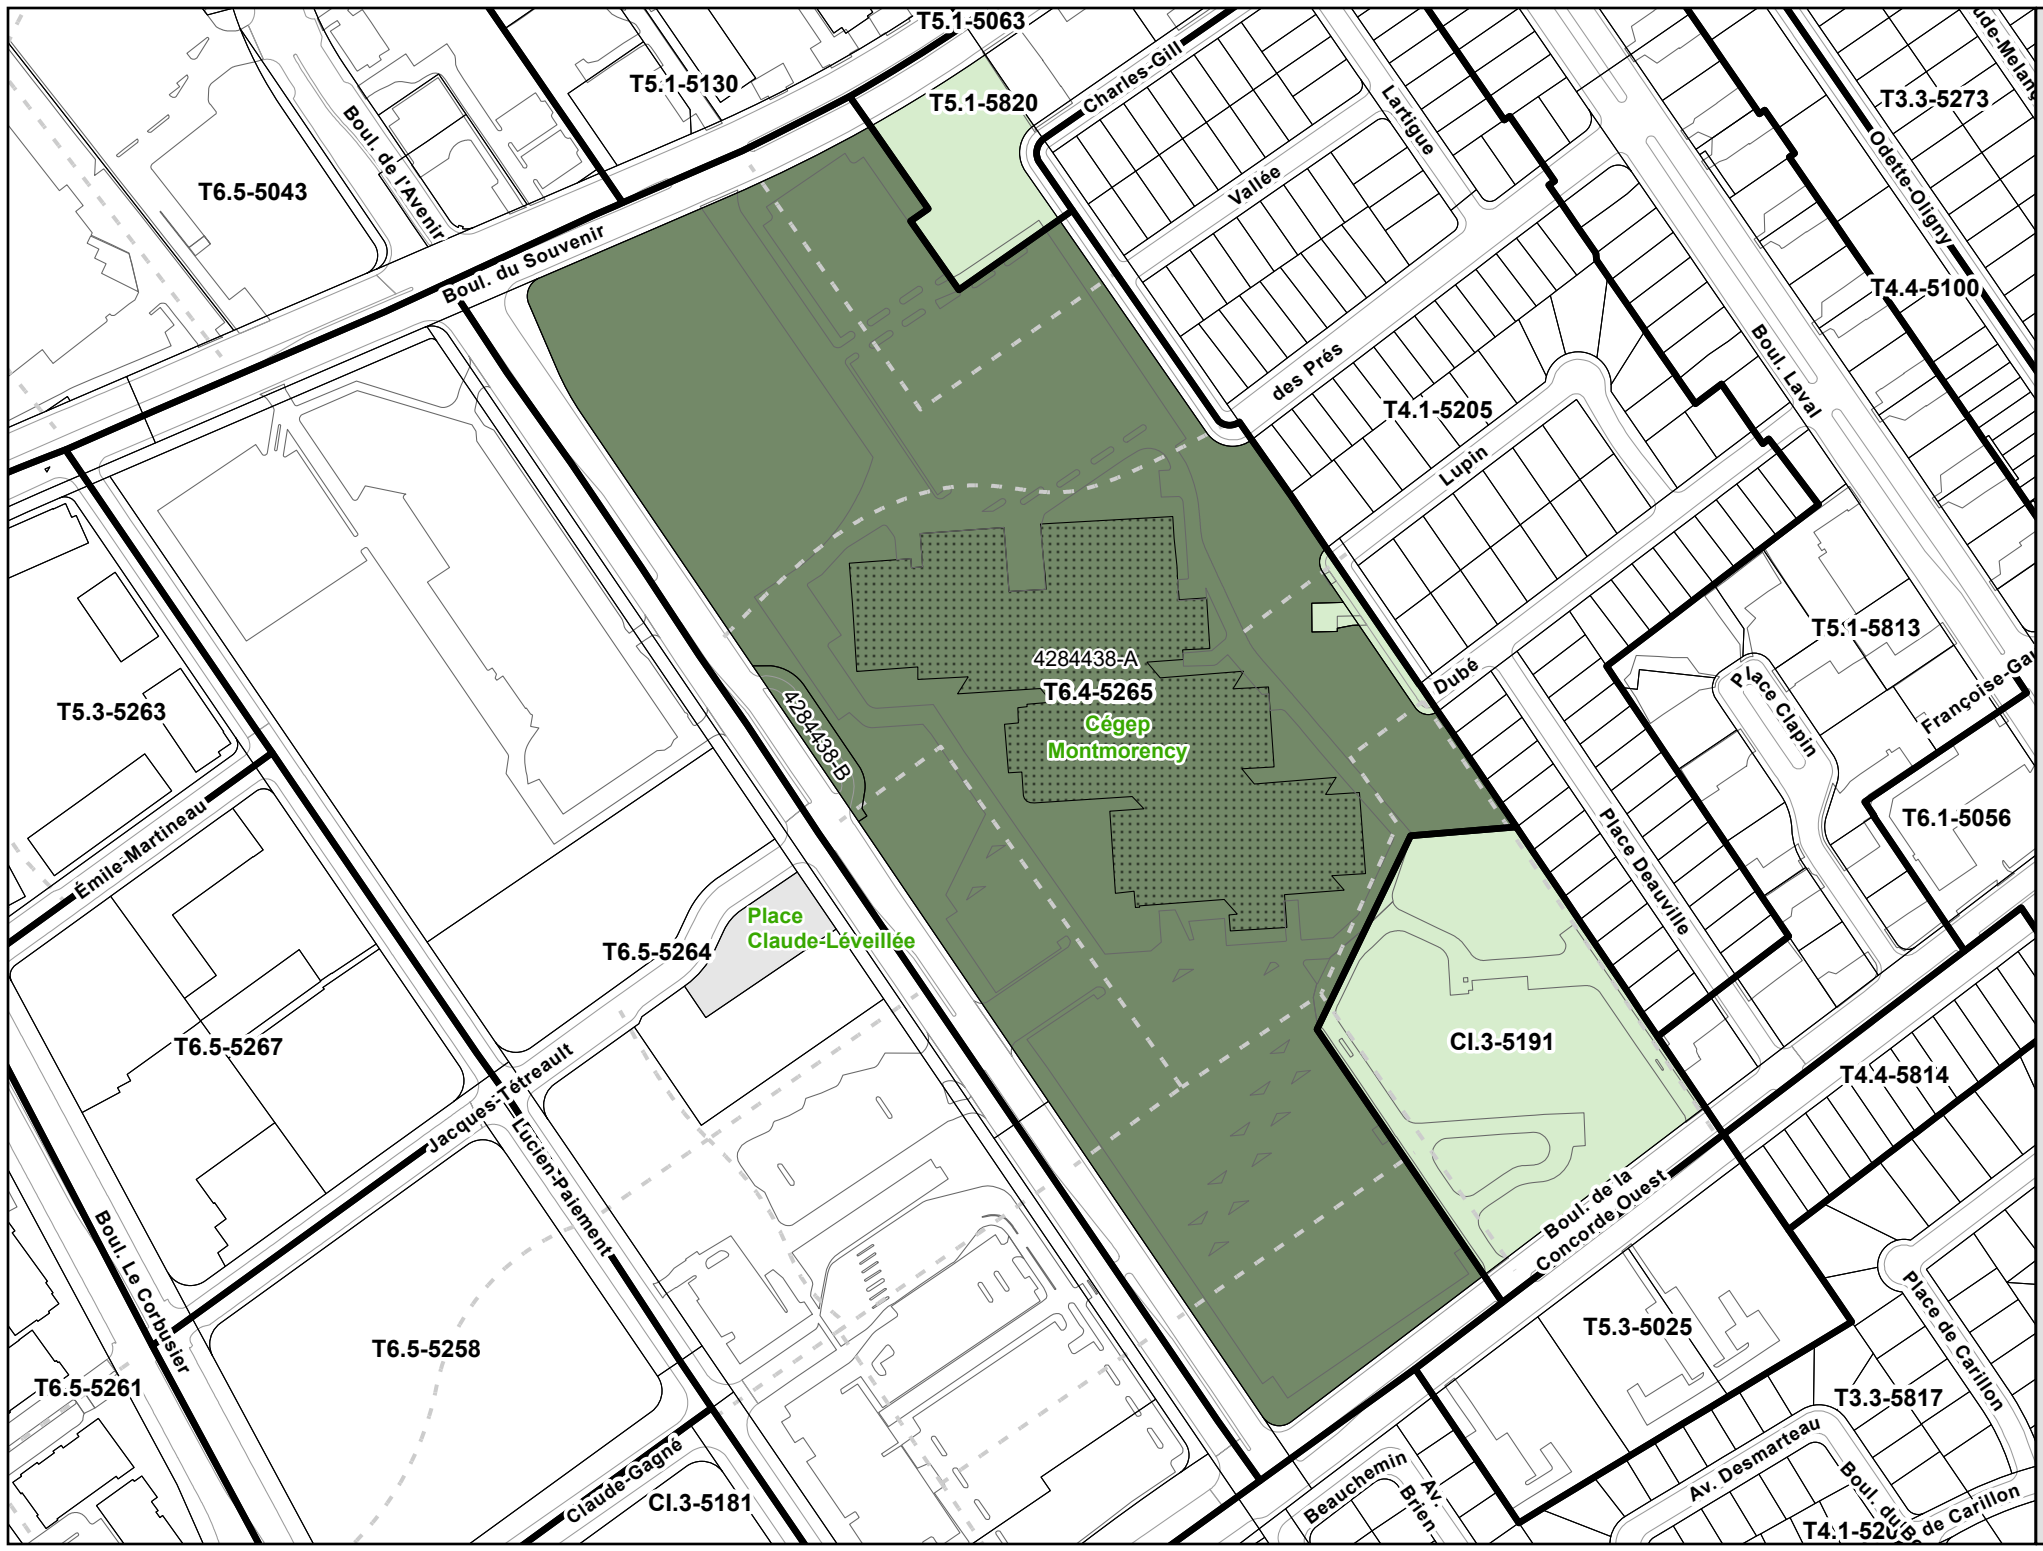 T5.1-5063
T5.1-5130
T5.1-5820
Charles-Gill
Lartigue
T3.3-5273
Boul. de l'Avenir
T6.5-5043
Vallée
Odette-Oligny
Boul. du Souvenir
T4.4-5100
des Prés
Boul. Laval
T4.1-5205
Lupin
T5.1-5813
4284438-A
T6.4-5265
Cégep
Montmorency
Dubé
Place Clapin
4284438-B
T5.3-5263
T6.1-5056
Émile-Martineau
Place Deauville
Place
Claude-Léveillée
T6.5-5264
T6.5-5267
CI.3-5191
T4.4-5814
Jacques-Tétreault
Lucien-Paiement
Boul. Le Corbusier
Boul. de la
Concorde Ouest
T6.5-5258
T5.3-5025
Place de Carillon
T6.5-5261
T3.3-5817
Claude-Gagné
CI.3-5181
Beauchemin
Av.
Brien
Av. Desmarteau
Boul. du
de Carillon